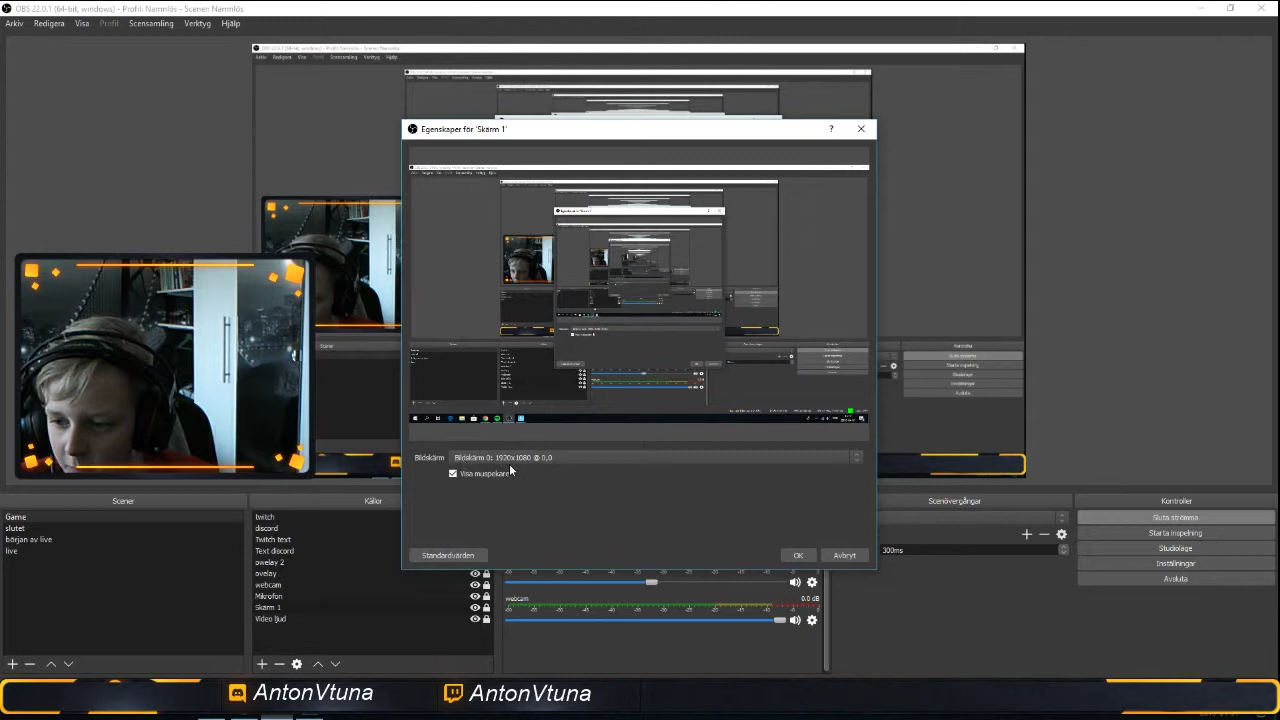 OBS 22.0.1 (64-bit, windows) - Profil: Namnlös - Scener: Namnlös
Arkiv Redigera Visa Profil Scensamling Verktyg Hjälp
Egenskaper för 'Skärm 1'
Bildskärm Bildskärm 0: 1920x1080 @ 0,0
Visa muspekare
Standardvärden OK Avbryt
Scener
Game
slutet
början av live
live
Källor
twitch
discord
Twitch text
Text discord
owelay 2
ovelay
webcam
Mikrofon
Skärm 1
Video ljud
webcam 0.0 dB
Scenövergångar
300ms
Kontroller
Sluta strömma
Starta inspelning
Studioläge
Inställningar
Avsluta
AntonVtuna AntonVtuna